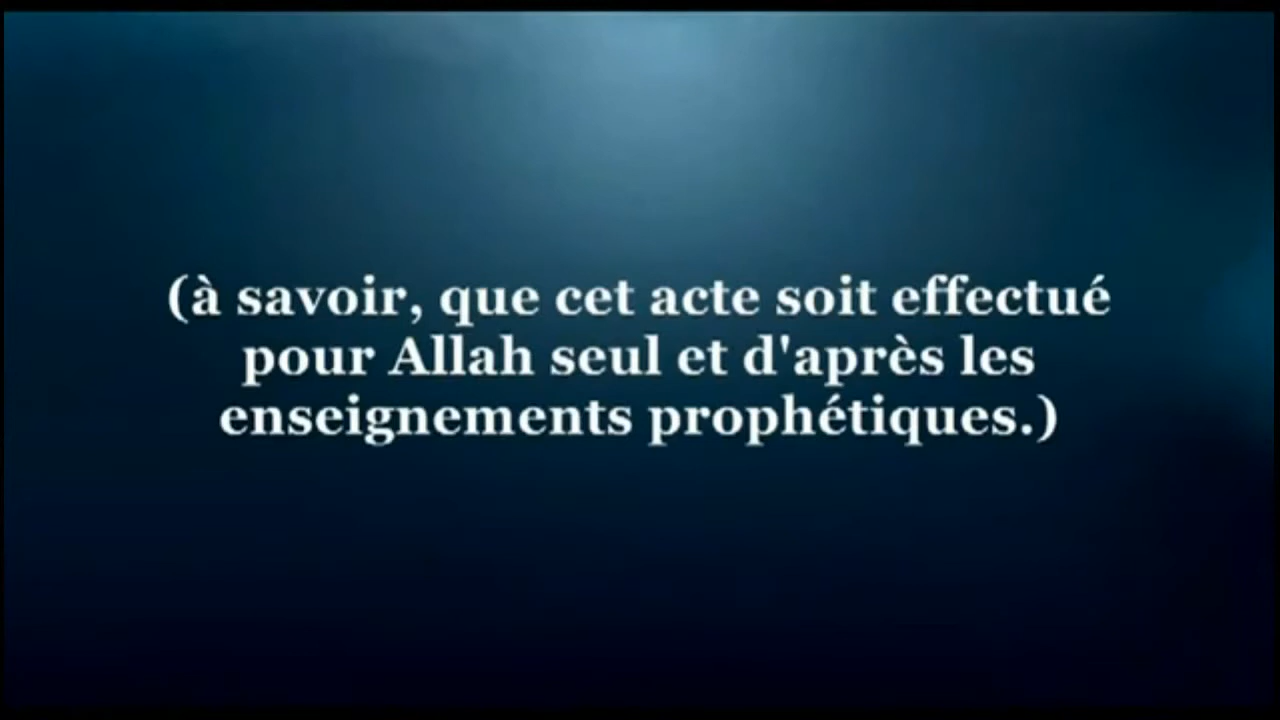 (à savoir, que cet acte soit effectué
pour Allah seul et d'après les
enseignements prophétiques.)